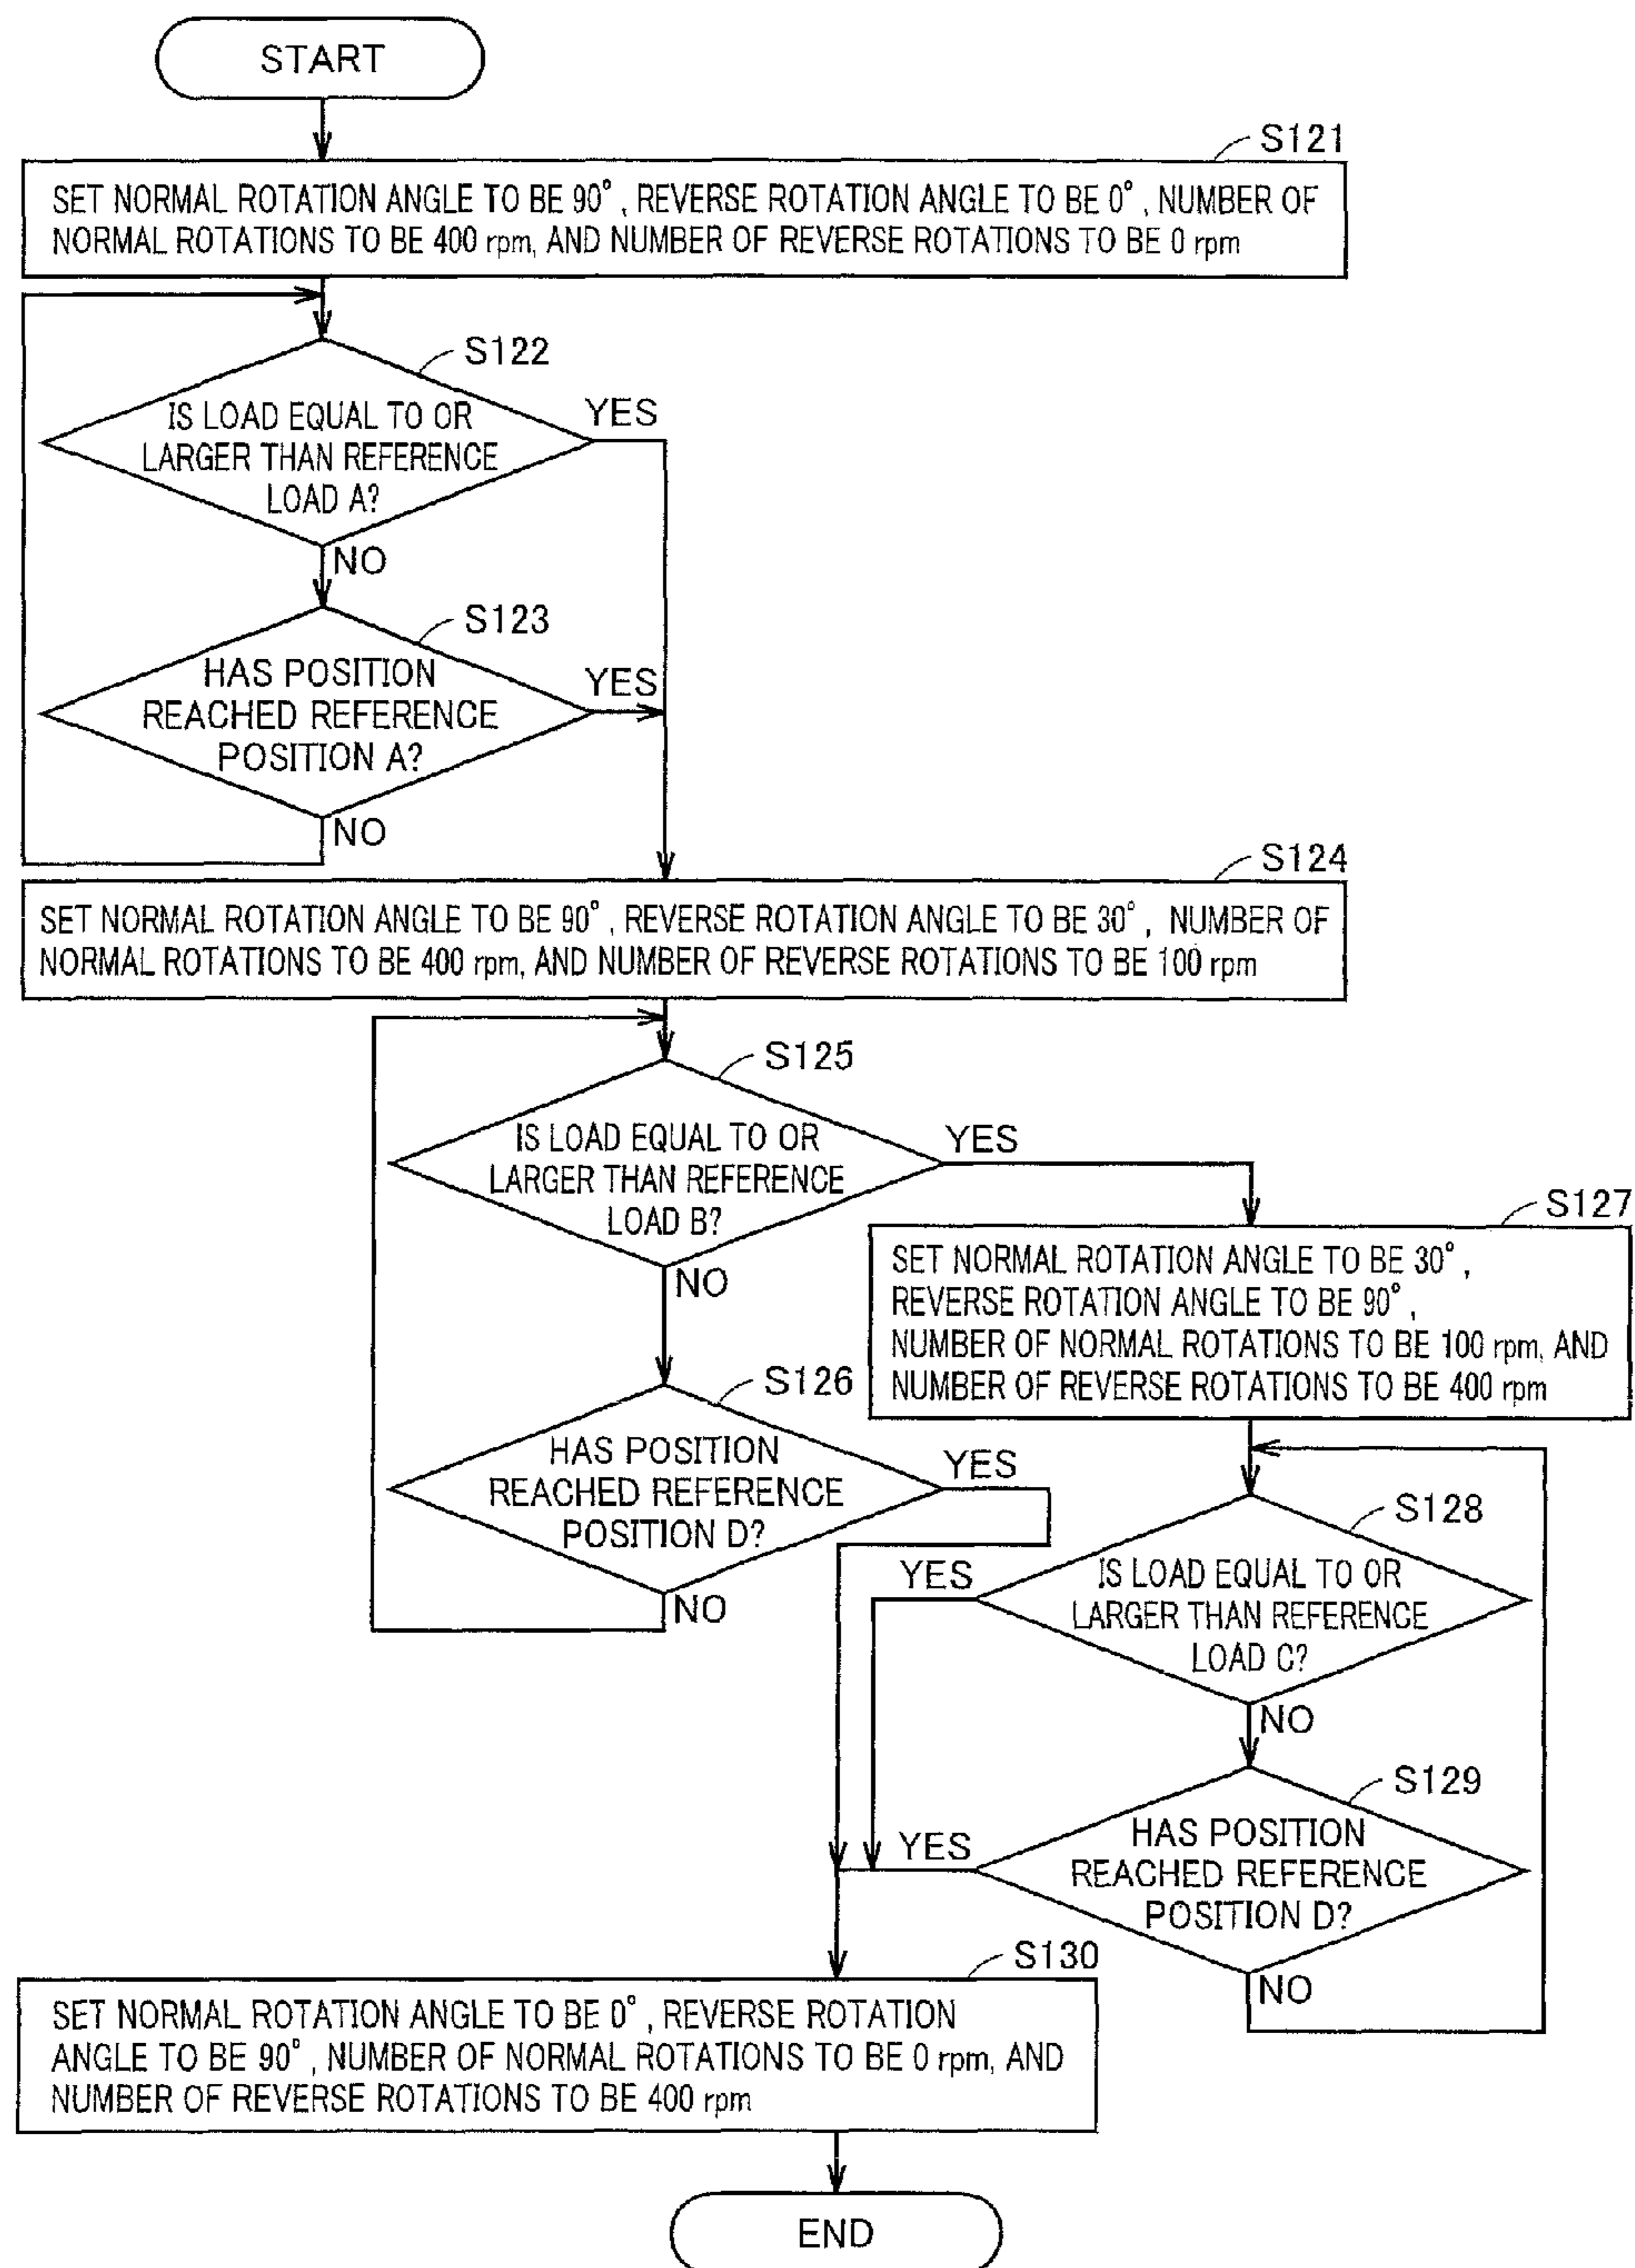 START
S121
SET NORMAL ROTATION ANGLE TO BE 90°, REVERSE ROTATION ANGLE TO BE 0°, NUMBER OF
NORMAL ROTATIONS TO BE 400 rpm, AND NUMBER OF REVERSE ROTATIONS TO BE 0 rpm
S122
IS LOAD EQUAL TO OR
LARGER THAN REFERENCE
LOAD A?
YES
NO
S123
HAS POSITION
REACHED REFERENCE
POSITION A?
YES
NO
S124
SET NORMAL ROTATION ANGLE TO BE 90°, REVERSE ROTATION ANGLE TO BE 30°, NUMBER OF
NORMAL ROTATIONS TO BE 400 rpm, AND NUMBER OF REVERSE ROTATIONS TO BE 100 rpm
S125
IS LOAD EQUAL TO OR
LARGER THAN REFERENCE
LOAD B?
YES
NO
S127
SET NORMAL ROTATION ANGLE TO BE 30°,
REVERSE ROTATION ANGLE TO BE 90°,
NUMBER OF NORMAL ROTATIONS TO BE 100 rpm, AND
NUMBER OF REVERSE ROTATIONS TO BE 400 rpm
S126
HAS POSITION
REACHED REFERENCE
POSITION D?
YES
NO
S128
IS LOAD EQUAL TO OR
LARGER THAN REFERENCE
LOAD C?
YES
NO
S129
HAS POSITION
REACHED REFERENCE
POSITION D?
YES
NO
S130
SET NORMAL ROTATION ANGLE TO BE 0°, REVERSE ROTATION
ANGLE TO BE 90°, NUMBER OF NORMAL ROTATIONS TO BE 0 rpm, AND
NUMBER OF REVERSE ROTATIONS TO BE 400 rpm
END